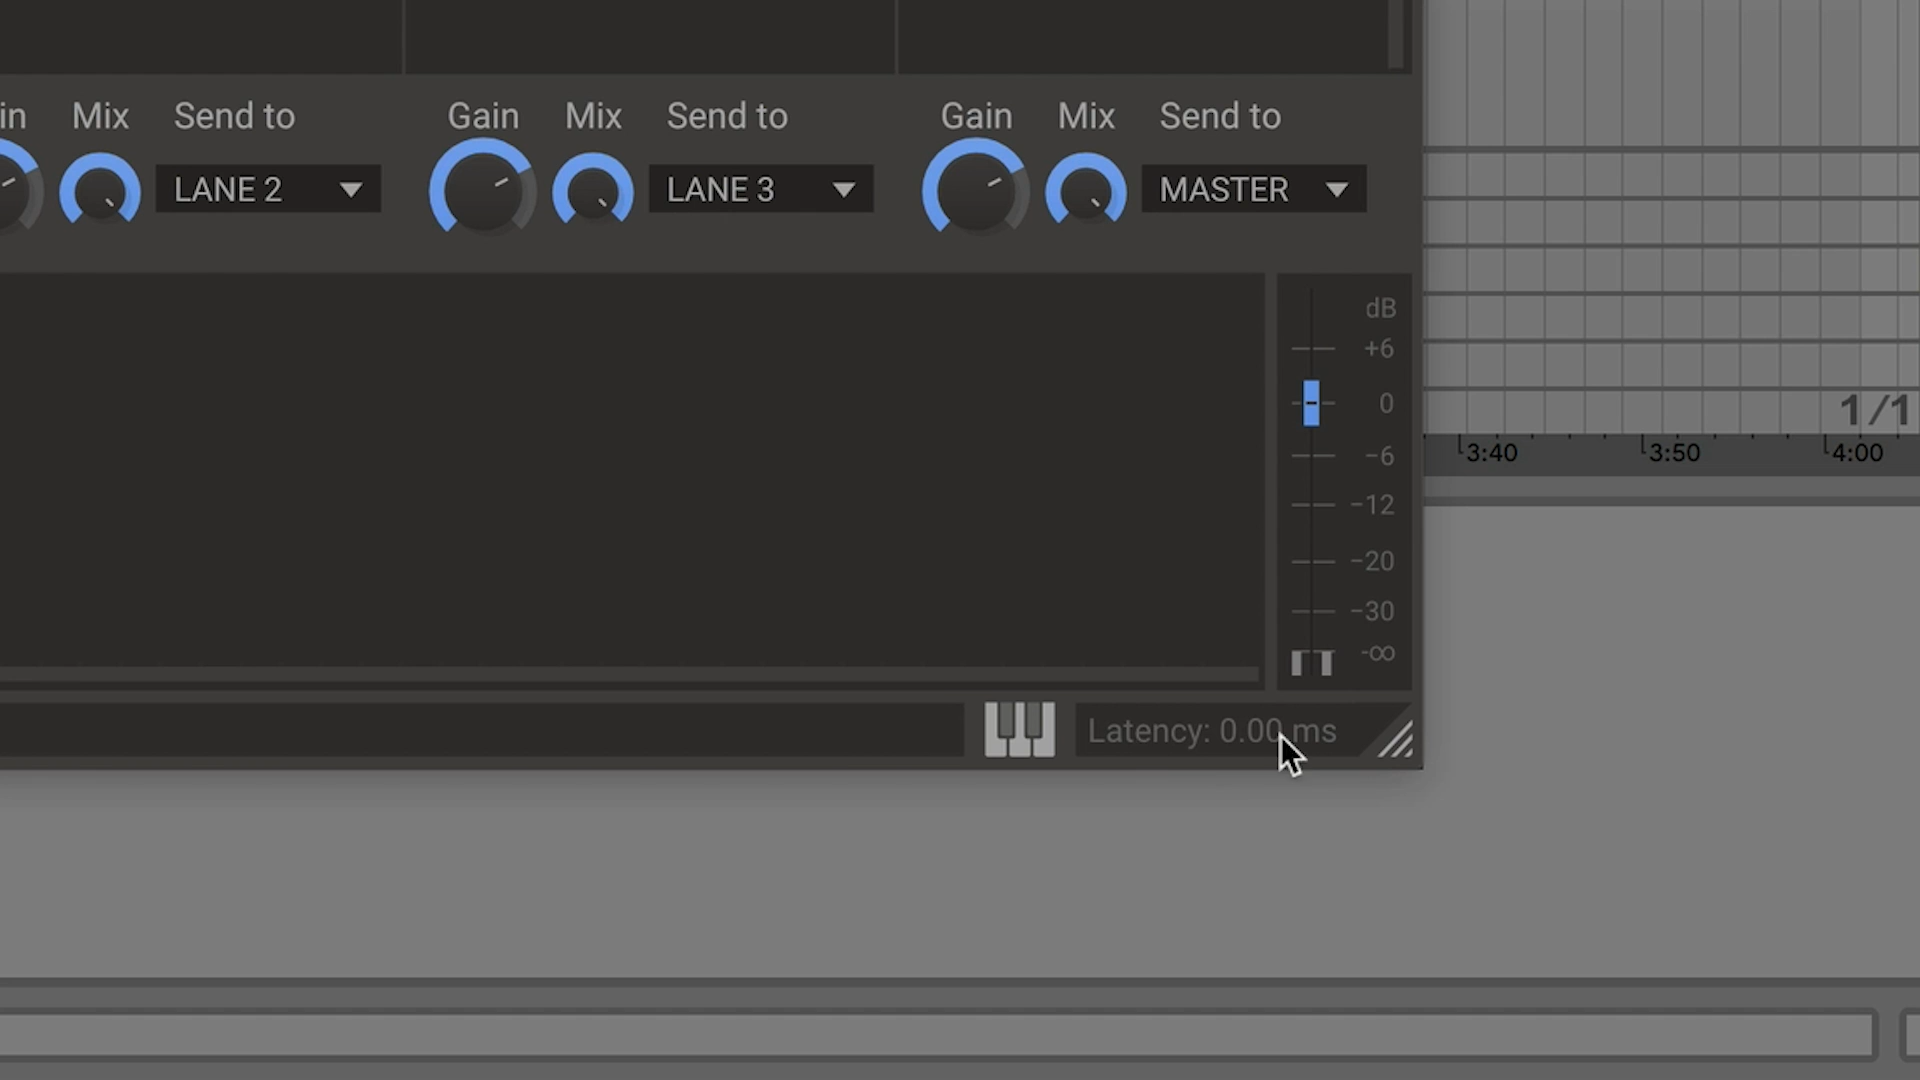 in Mix Send to Gain Mix Send to Gain Mix Send to
LANE 2 LANE 3 MASTER
dB
+6
0
-6
-12
-20
-30
-∞
1/1
3:40 3:50 4:00
Latency: 0.00 ms